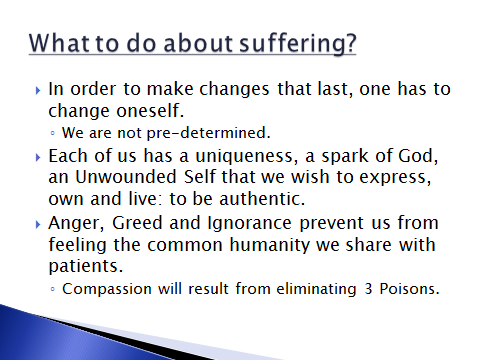 What to do about suffering?
In order to make changes that last, one has to
change oneself.
We are not pre-determined.
Each of us has a uniqueness, a spark of God,
an Unwounded Self that we wish to express,
own and live: to be authentic.
Anger, Greed and Ignorance prevent us from
feeling the common humanity we share with
patients.
Compassion will result from eliminating 3 Poisons.